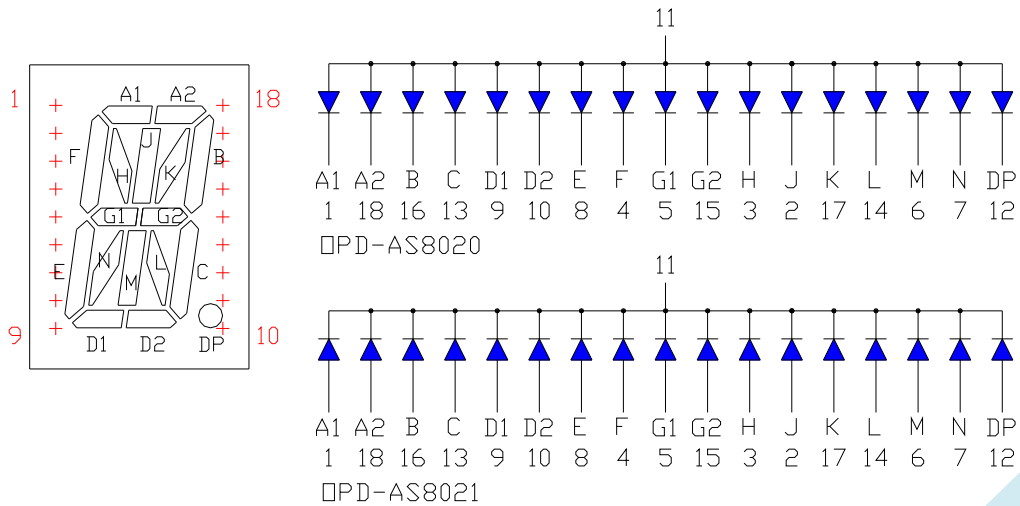 11
A1 A2 B C D1 D2 E F G1 G2 H J K L M N DP
1 18 16 13 9 10 8 4 5 15 3 2 17 14 6 7 12
OPD-AS8020
11
A1 A2 B C D1 D2 E F G1 G2 H J K L M N DP
1 18 16 13 9 10 8 4 5 15 3 2 17 14 6 7 12
OPD-AS8021
A1 A2
1 18
J
F B
H K
G1 G2
N L
E C
M
9 10
D1 D2 DP